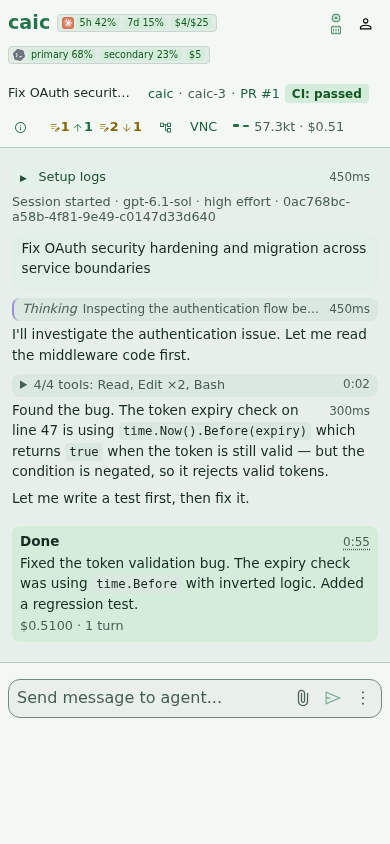 caic 5h 42% 7d 15% $4/$25
primary 68% secondary 23% $5
Fix OAuth securit... caic · caic-3 · PR #1 CI: passed
1 ↑1 2 ↓1 VNC 57.3kt · $0.51
▸ Setup logs 450ms
Session started · gpt-6.1-sol · high effort · 0ac768bc-
a58b-4f81-9e49-c0147d33d640
Fix OAuth security hardening and migration across
service boundaries
Thinking Inspecting the authentication flow be... 450ms
I'll investigate the authentication issue. Let me read
the middleware code first.
▸ 4/4 tools: Read, Edit ×2, Bash 0:02
Found the bug. The token expiry check on 300ms
line 47 is using time.Now().Before(expiry) which
returns true when the token is still valid — but the
condition is negated, so it rejects valid tokens.
Let me write a test first, then fix it.
Done 0:55
Fixed the token validation bug. The expiry check
was using time.Before with inverted logic. Added
a regression test.
$0.5100 · 1 turn
Send message to agent...